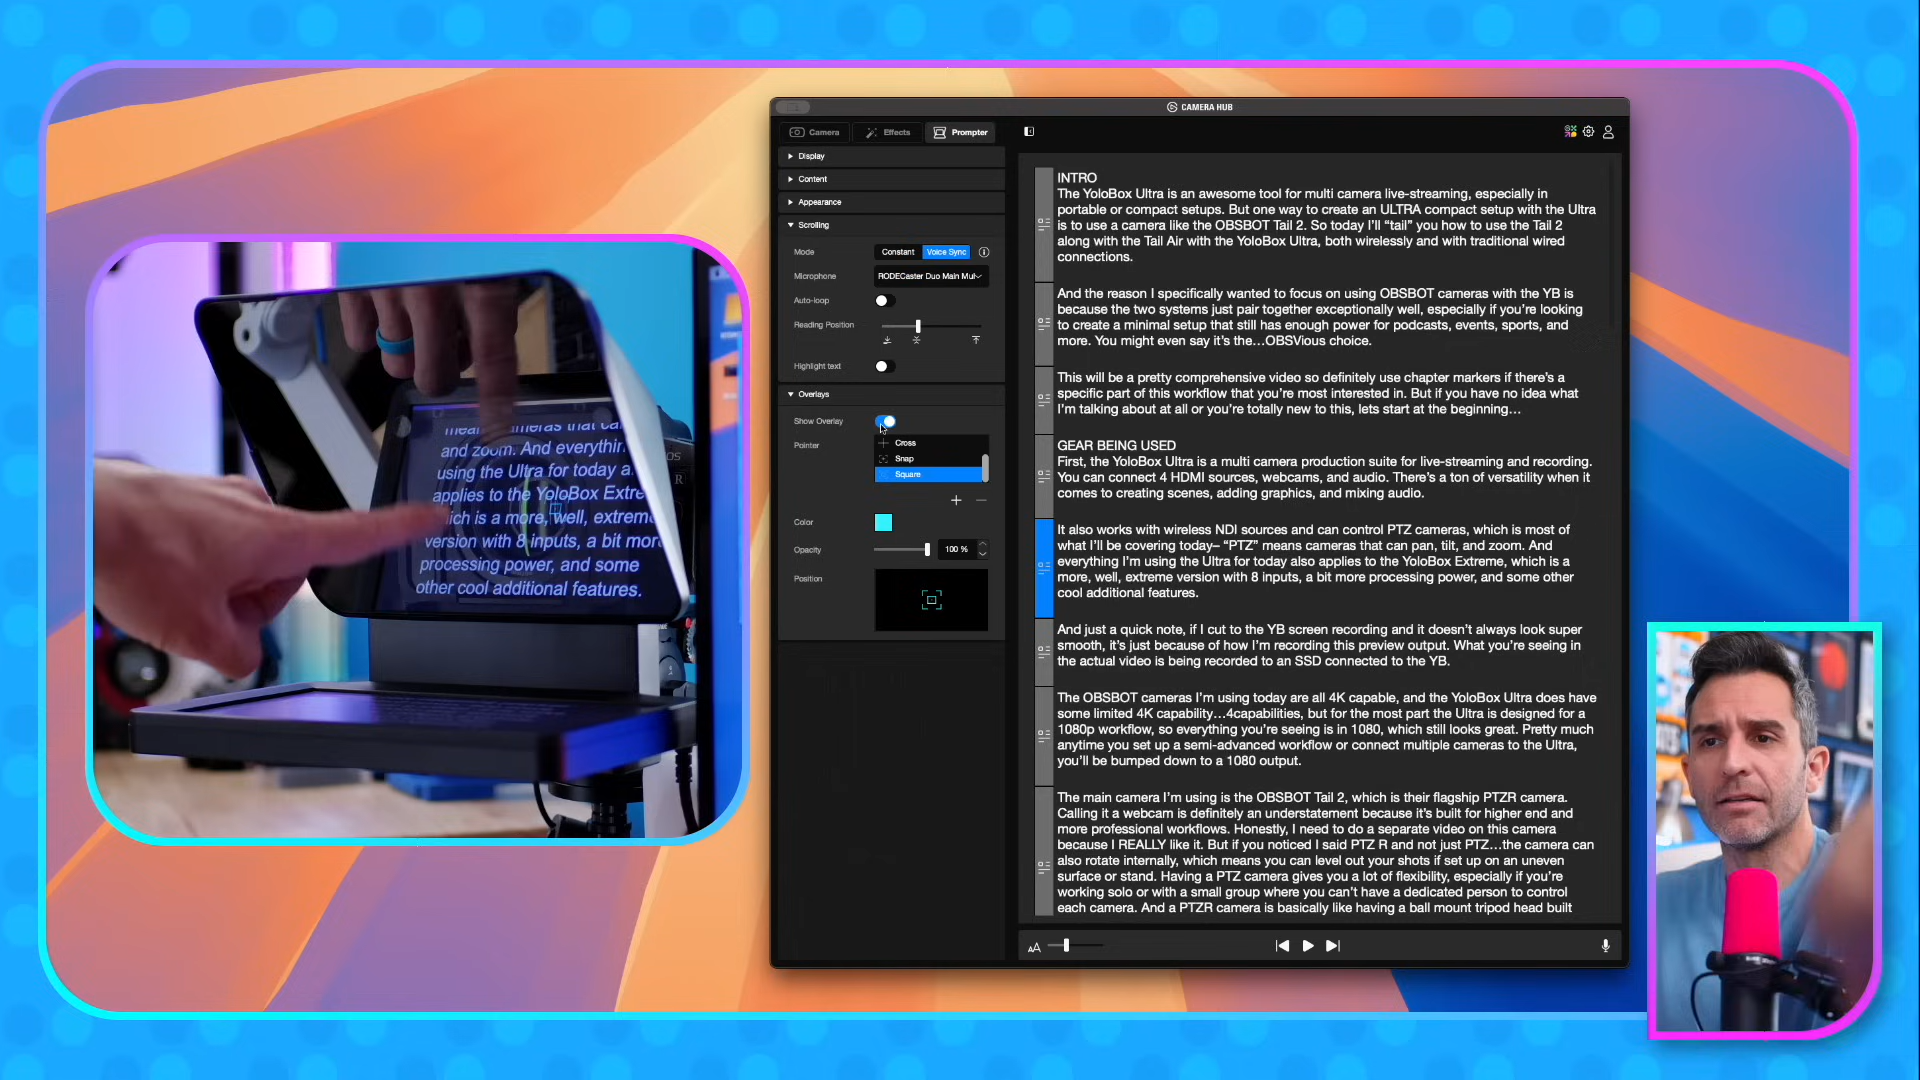 CAMERA HUB
Camera
Effects
Prompter
Display
Content
Appearance
Scrolling
Mode
Constant
Voice Sync
Microphone
RODECaster Duo Main Mul
Auto-loop
Reading Position
Highlight text
Overlays
Show Overlay
Pointer
Cross
Snap
Square
Color
Opacity
100 %
Position
INTRO
The YoloBox Ultra is an awesome tool for multi camera live-streaming, especially in
portable or compact setups. But one way to create an ULTRA compact setup with the Ultra
is to use a camera like the OBSBOT Tail 2. So today I'll “tail” you how to use the Tail 2
along with the Tail Air with the YoloBox Ultra, both wirelessly and with traditional wired
connections.
And the reason I specifically wanted to focus on using OBSBOT cameras with the YB is
because the two systems just pair together exceptionally well, especially if you're looking
to create a minimal setup that still has enough power for podcasts, events, sports, and
more. You might even say it's the…OBSVious choice.
This will be a pretty comprehensive video so definitely use chapter markers if there's a
specific part of this workflow that you're most interested in. But if you have no idea what
I'm talking about at all or you're totally new to this, lets start at the beginning…
GEAR BEING USED
First, the YoloBox Ultra is a multi camera production suite for live-streaming and recording.
You can connect 4 HDMI sources, webcams, and audio. There's a ton of versatility when it
comes to creating scenes, adding graphics, and mixing audio.
It also works with wireless NDI sources and can control PTZ cameras, which is most of
what I'll be covering today– “PTZ” means cameras that can pan, tilt, and zoom. And
everything I'm using the Ultra for today also applies to the YoloBox Extreme, which is a
more, well, extreme version with 8 inputs, a bit more processing power, and some other
cool additional features.
And just a quick note, if I cut to the YB screen recording and it doesn't always look super
smooth, it's just because of how I'm recording this preview output. What you're seeing in
the actual video is being recorded to an SSD connected to the YB.
The OBSBOT cameras I'm using today are all 4K capable, and the YoloBox Ultra does have
some limited 4K capability…4capabilities, but for the most part the Ultra is designed for a
1080p workflow, so everything you're seeing is in 1080, which still looks great. Pretty much
anytime you set up a semi-advanced workflow or connect multiple cameras to the Ultra,
you'll be bumped down to a 1080 output.
The main camera I'm using is the OBSBOT Tail 2, which is their flagship PTZR camera.
Calling it a webcam is definitely an understatement because it's built for higher end and
more professional workflows. Honestly, I need to do a separate video on this camera
because I REALLY like it. But if you noticed I said PTZ R and not just PTZ…the camera can
also rotate internally, which means you can level out your shots if set up on an uneven
surface or stand. Having a PTZ camera gives you a lot of flexibility, especially if you're
working solo or with a small group where you can't have a dedicated person to control
each camera. And a PTZR camera is basically like having a ball mount tripod head built
AA
and zoom. And everythin
using the Ultra for today a
applies to the YoloBox Extre
ich is a more, well, extrem
version with 8 inputs, a bit mor
processing power, and some
other cool additional features.